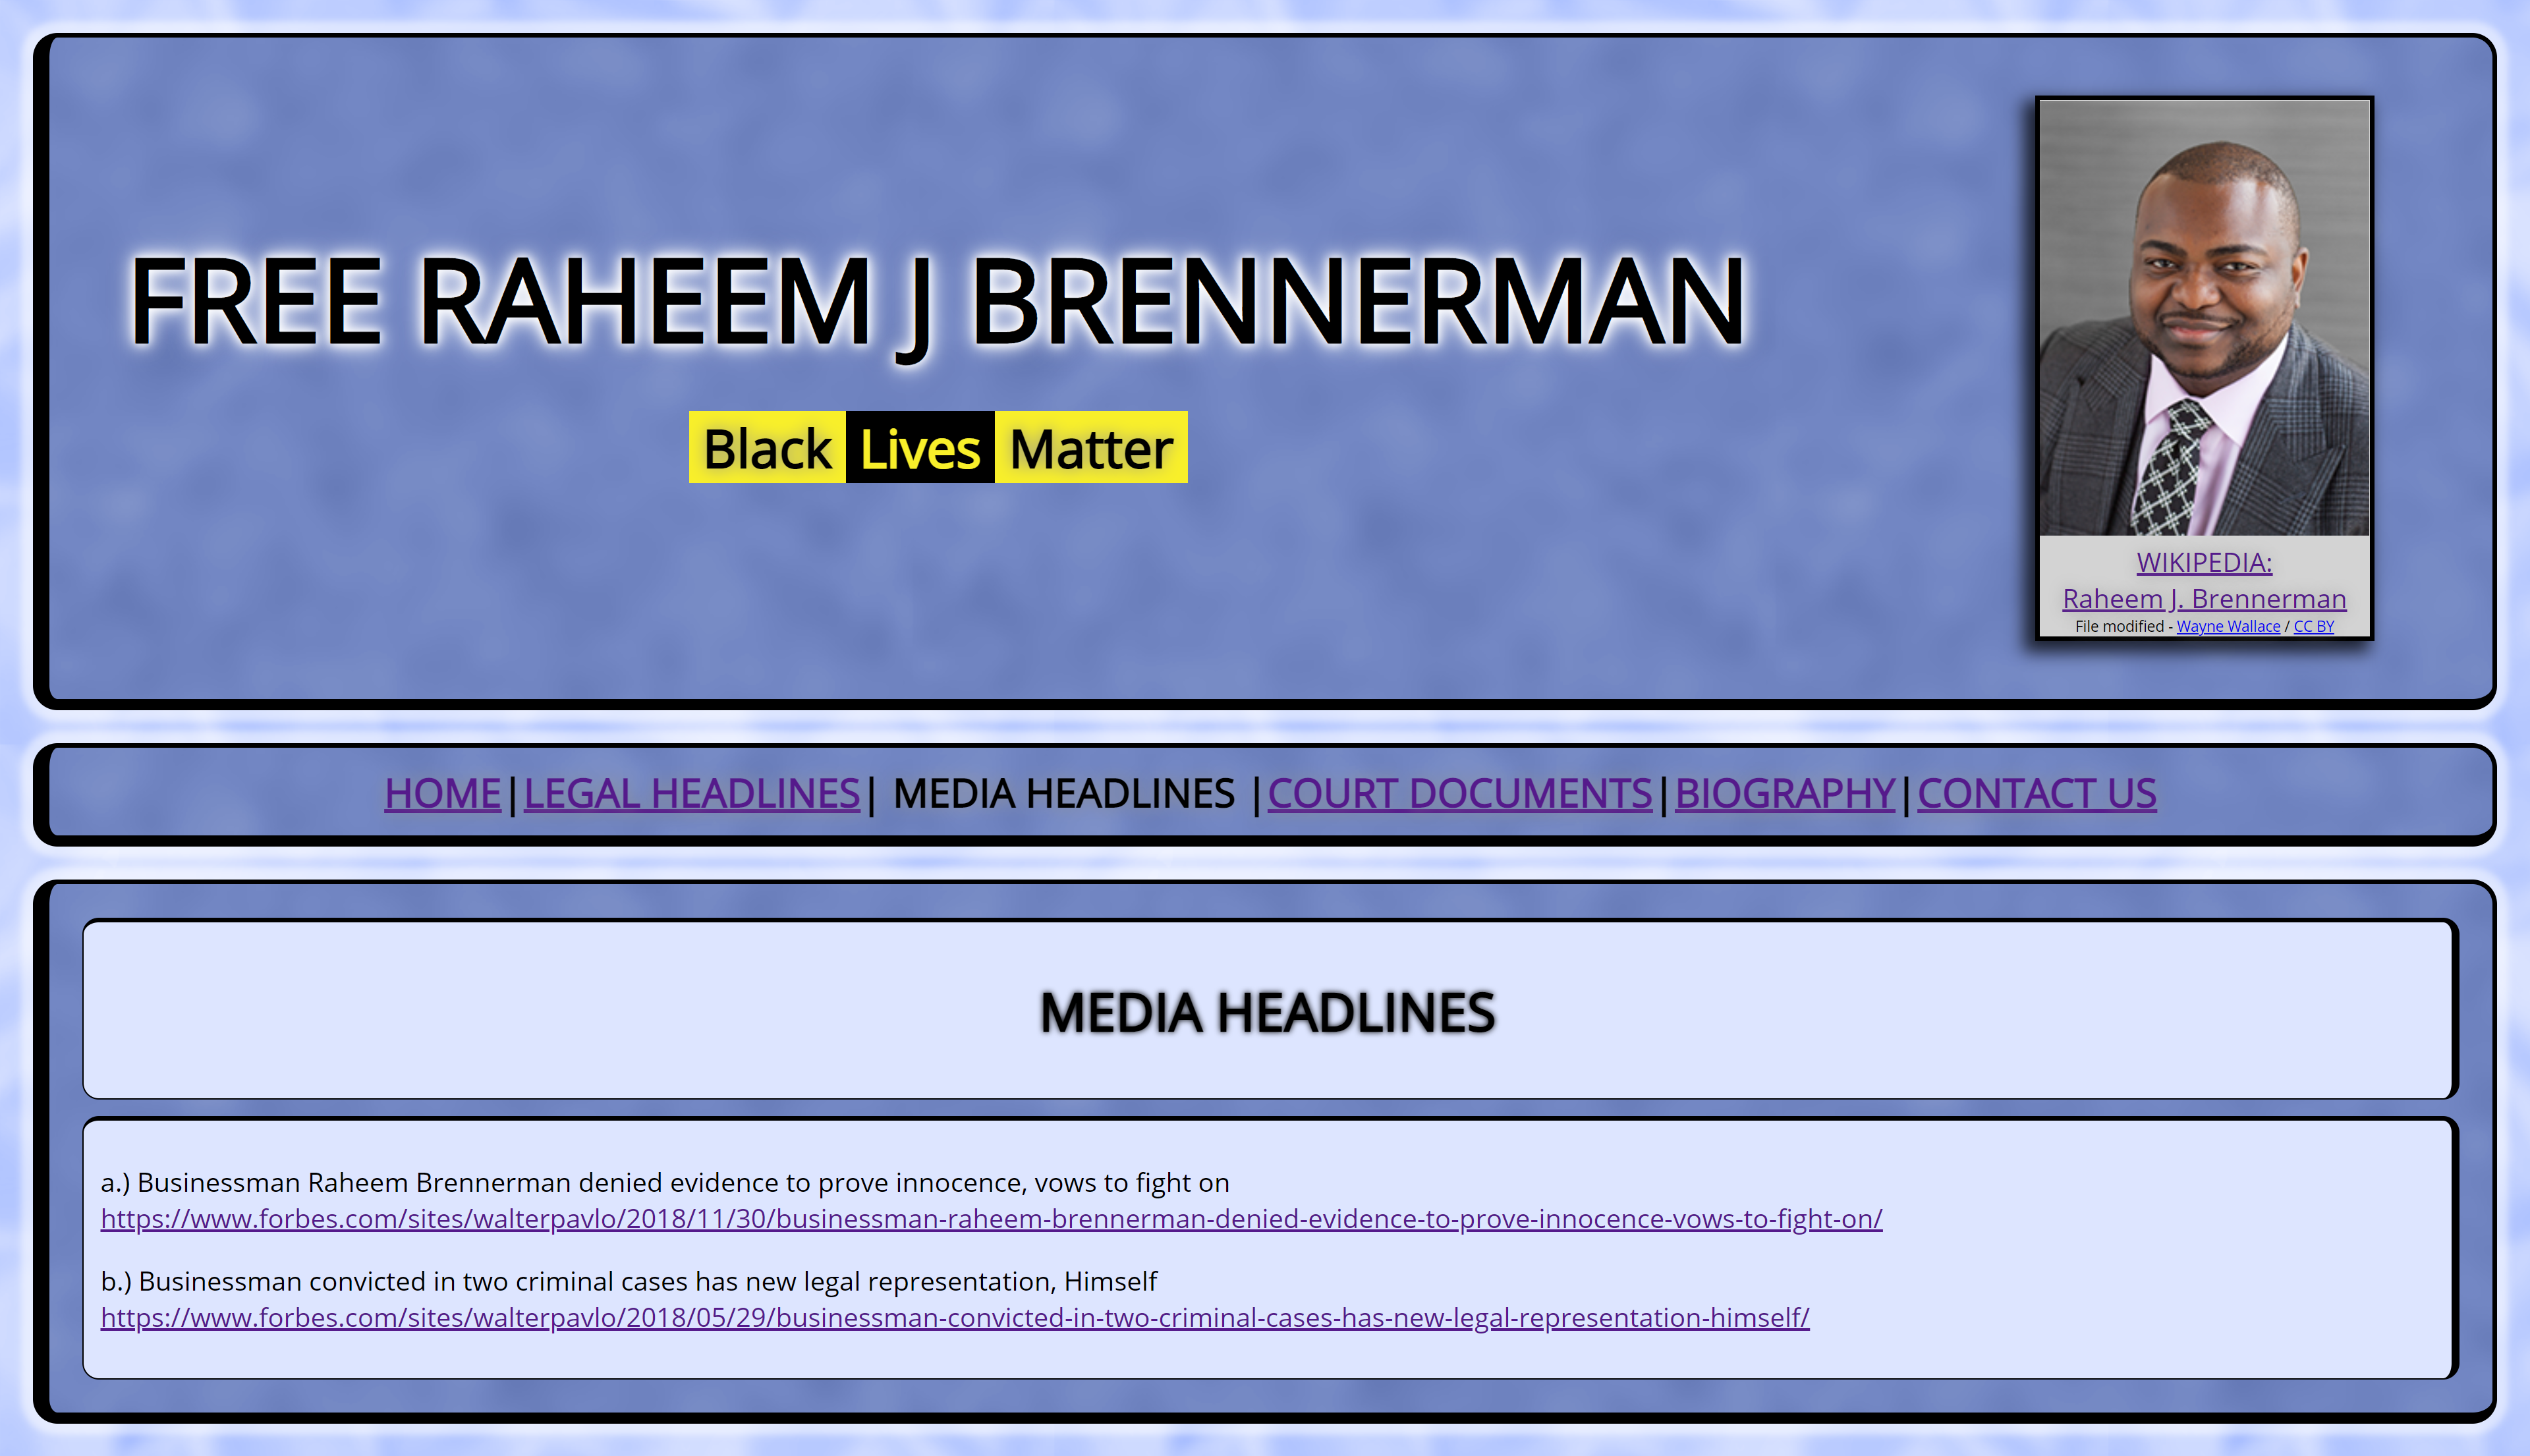 FREE RAHEEM J BRENNERMAN
Black Lives Matter
WIKIPEDIA:
Raheem J. Brennerman
File modified - Wayne Wallace / CC BY
HOME|LEGAL HEADLINES| MEDIA HEADLINES |COURT DOCUMENTS|BIOGRAPHY|CONTACT US
MEDIA HEADLINES
a.) Businessman Raheem Brennerman denied evidence to prove innocence, vows to fight on
https://www.forbes.com/sites/walterpavlo/2018/11/30/businessman-raheem-brennerman-denied-evidence-to-prove-innocence-vows-to-fight-on/
b.) Businessman convicted in two criminal cases has new legal representation, Himself
https://www.forbes.com/sites/walterpavlo/2018/05/29/businessman-convicted-in-two-criminal-cases-has-new-legal-representation-himself/